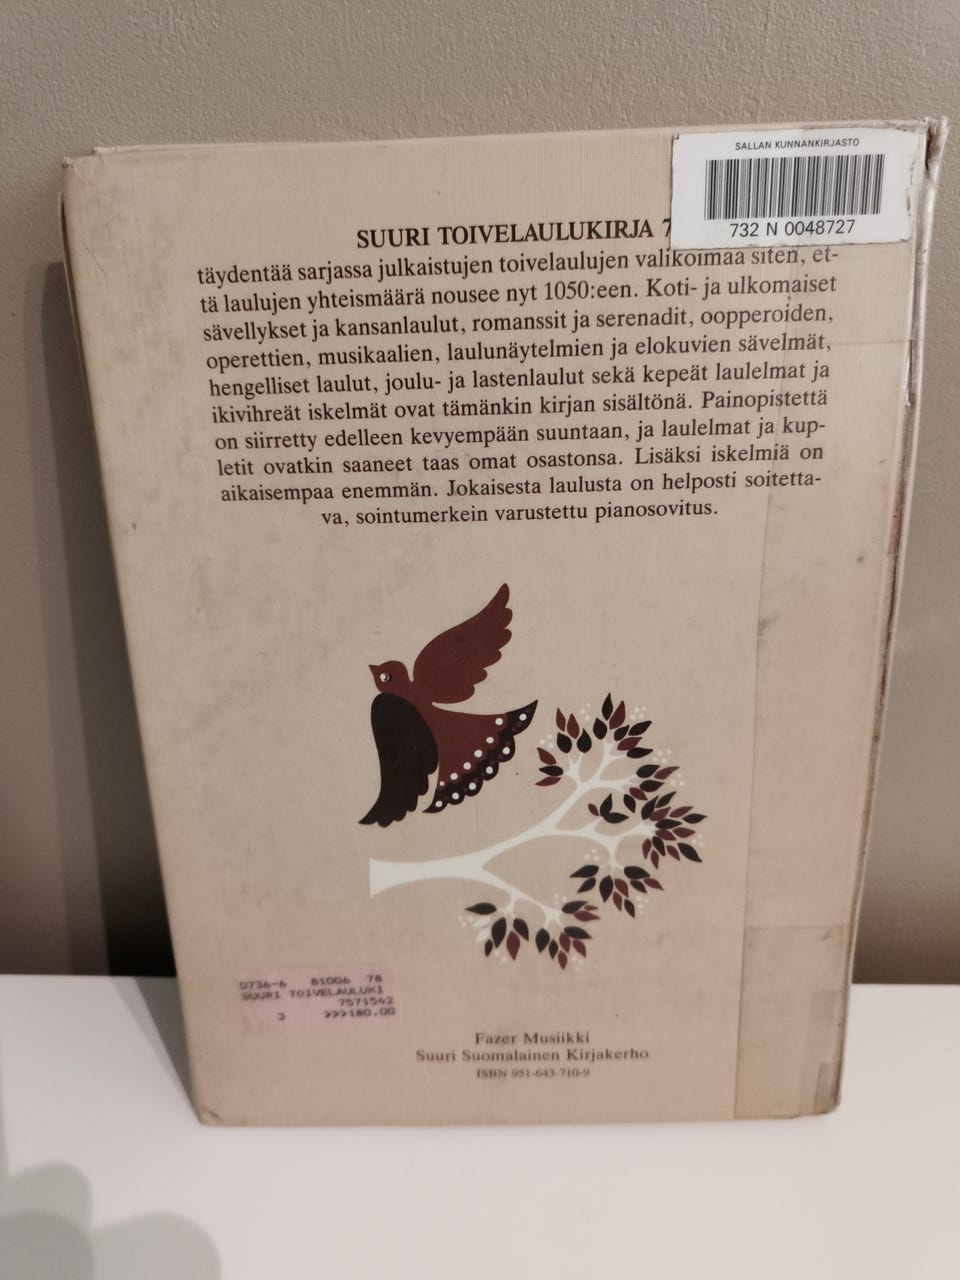 SALLAN KUNNANKIRJASTO
732 N 0048727
SUURI TOIVELAULUKIRJA 7
täydentää sarjassa julkaistujen toivelaulujen valikoimaa siten, et-
tä laulujen yhteismäärä nousee nyt 1050:een. Koti- ja ulkomaiset
sävellykset ja kansanlaulut, romanssit ja serenadit, oopperoiden,
operettien, musikaalien, laulunäytelmien ja elokuvien sävelmät,
hengelliset laulut, joulu- ja lastenlaulut sekä kepeät laulelmat ja
ikivihreät iskelmät ovat tämänkin kirjan sisältönä. Painopistettä
on siirretty edelleen kevyempään suuntaan, ja laulelmat ja kup-
letit ovatkin saaneet taas omat osastonsa. Lisäksi iskelmiä on
aikaisempaa enemmän. Jokaisesta laulusta on helposti soitetta-
va, sointumerkein varustettu pianosovitus.
0736-6 81006 78
SUURI TOIVELAULUKI
7571542
3 >>>180.00
Fazer Musiikki
Suuri Suomalainen Kirjakerho
ISBN 951-643-710-9